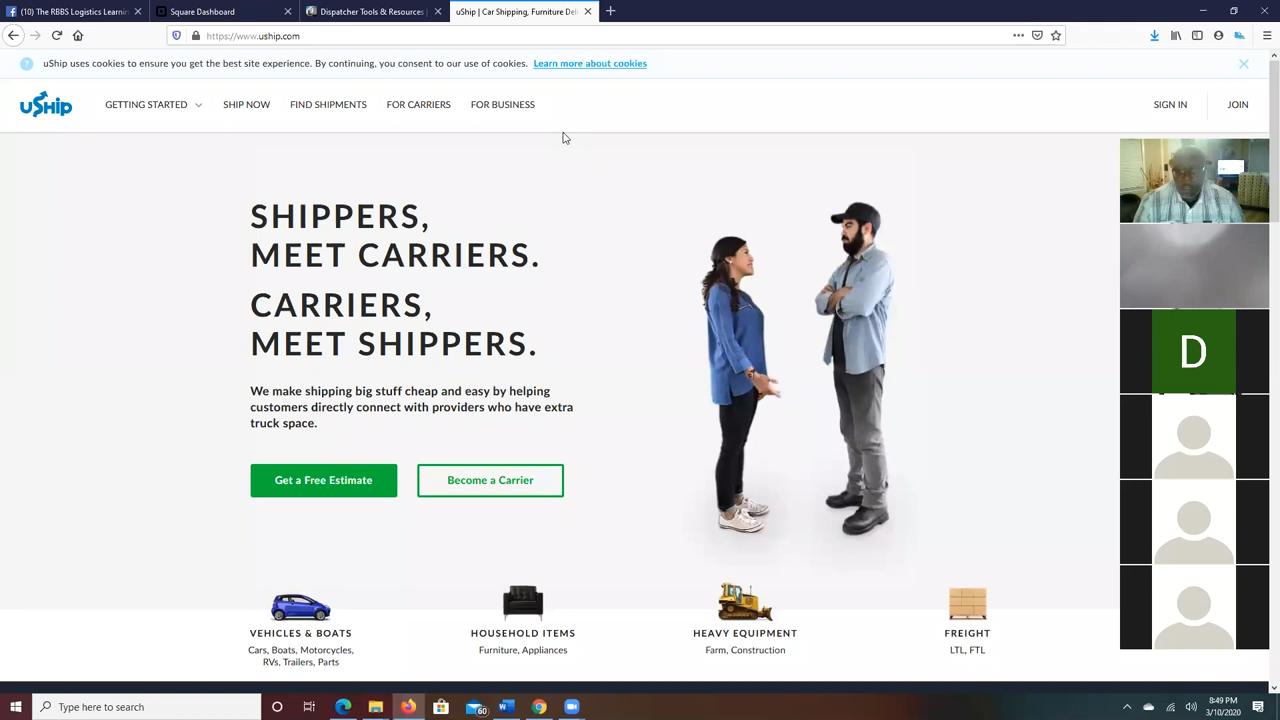 (10) The RBBS Logistics Learnin
Square Dashboard
Dispatcher Tools & Resources
uShip | Car Shipping, Furniture Del
https://www.uship.com
uShip uses cookies to ensure you get the best site experience. By continuing, you consent to our use of cookies. Learn more about cookies
uShip
GETTING STARTED
SHIP NOW
FIND SHIPMENTS
FOR CARRIERS
FOR BUSINESS
SIGN IN
JOIN
SHIPPERS,
MEET CARRIERS.
CARRIERS,
MEET SHIPPERS.
We make shipping big stuff cheap and easy by helping
customers directly connect with providers who have extra
truck space.
Get a Free Estimate
Become a Carrier
D
VEHICLES & BOATS
Cars, Boats, Motorcycles,
RVs, Trailers, Parts
HOUSEHOLD ITEMS
Furniture, Appliances
HEAVY EQUIPMENT
Farm, Construction
FREIGHT
LTL, FTL
Type here to search
60
8:49 PM
3/10/2020